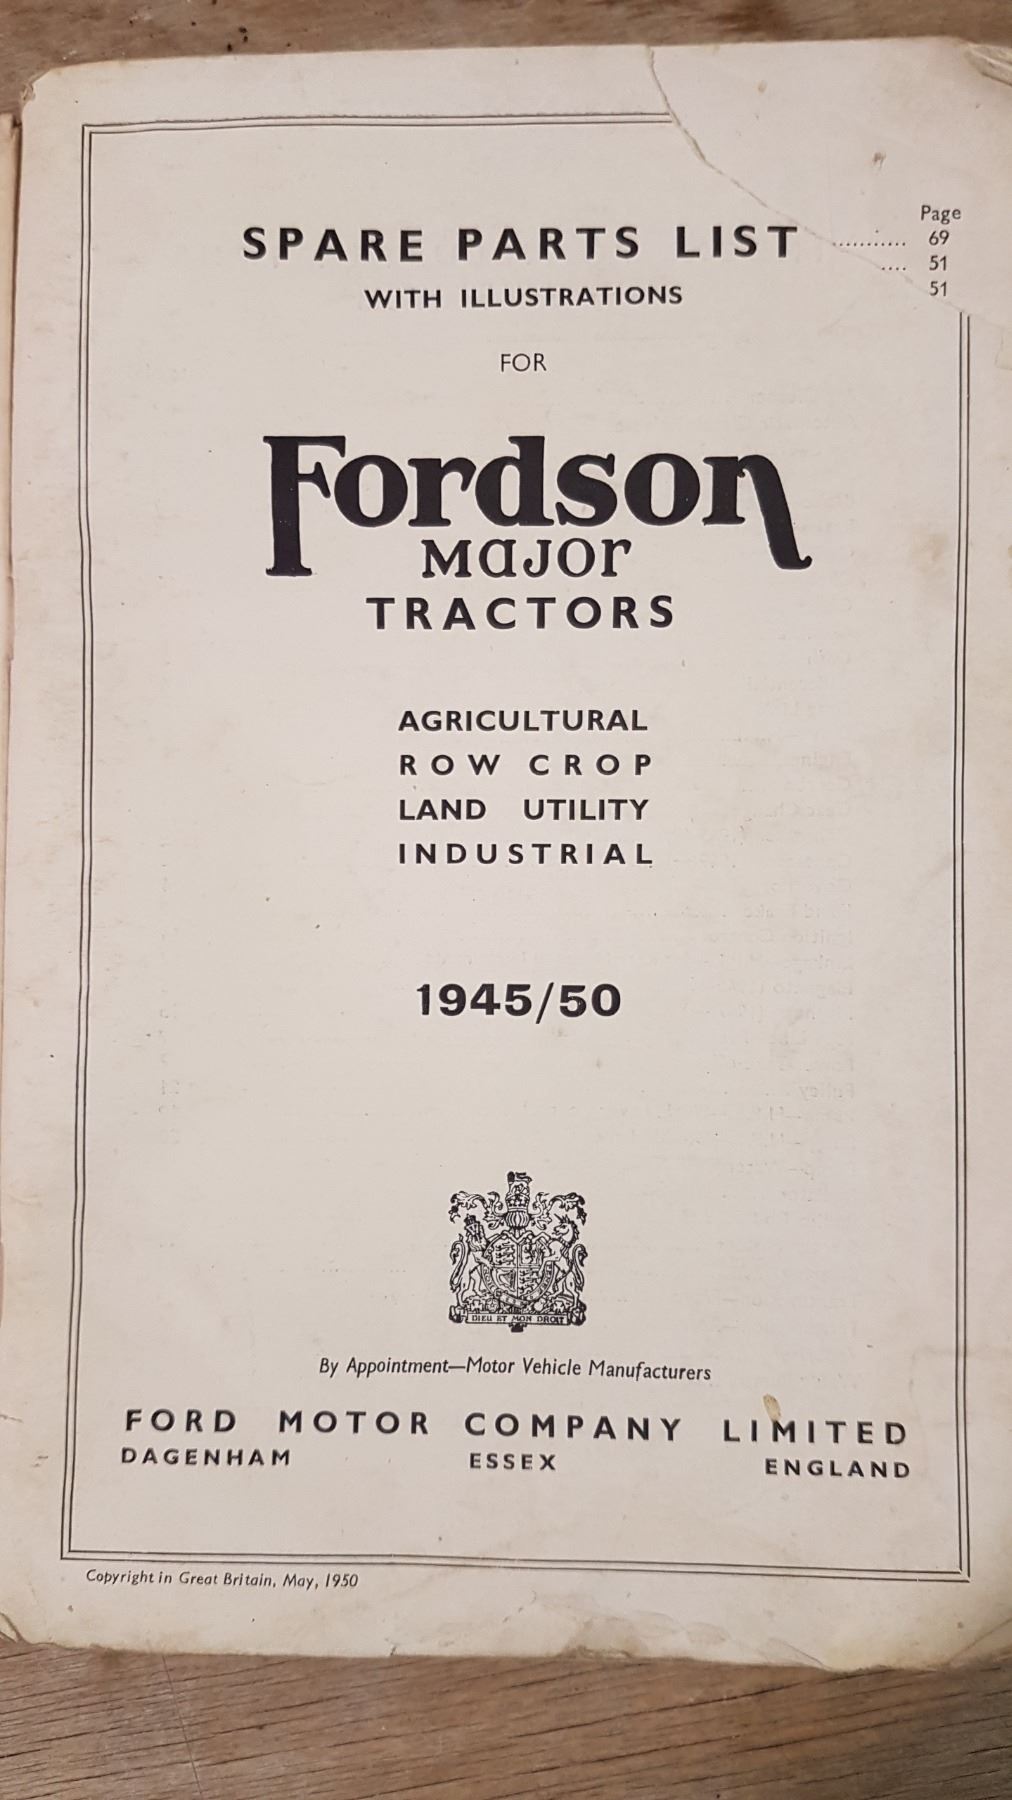 SPARE PARTS LIST
WITH ILLUSTRATIONS
FOR
Fordson
Major
TRACTORS
AGRICULTURAL
ROW CROP
LAND UTILITY
INDUSTRIAL
1945/50
DIEU ET MON DROIT
By Appointment—Motor Vehicle Manufacturers
FORD MOTOR COMPANY LIMITED
DAGENHAM ESSEX ENGLAND
Copyright in Great Britain, May, 1950
Page
........... 69
.... 51
51